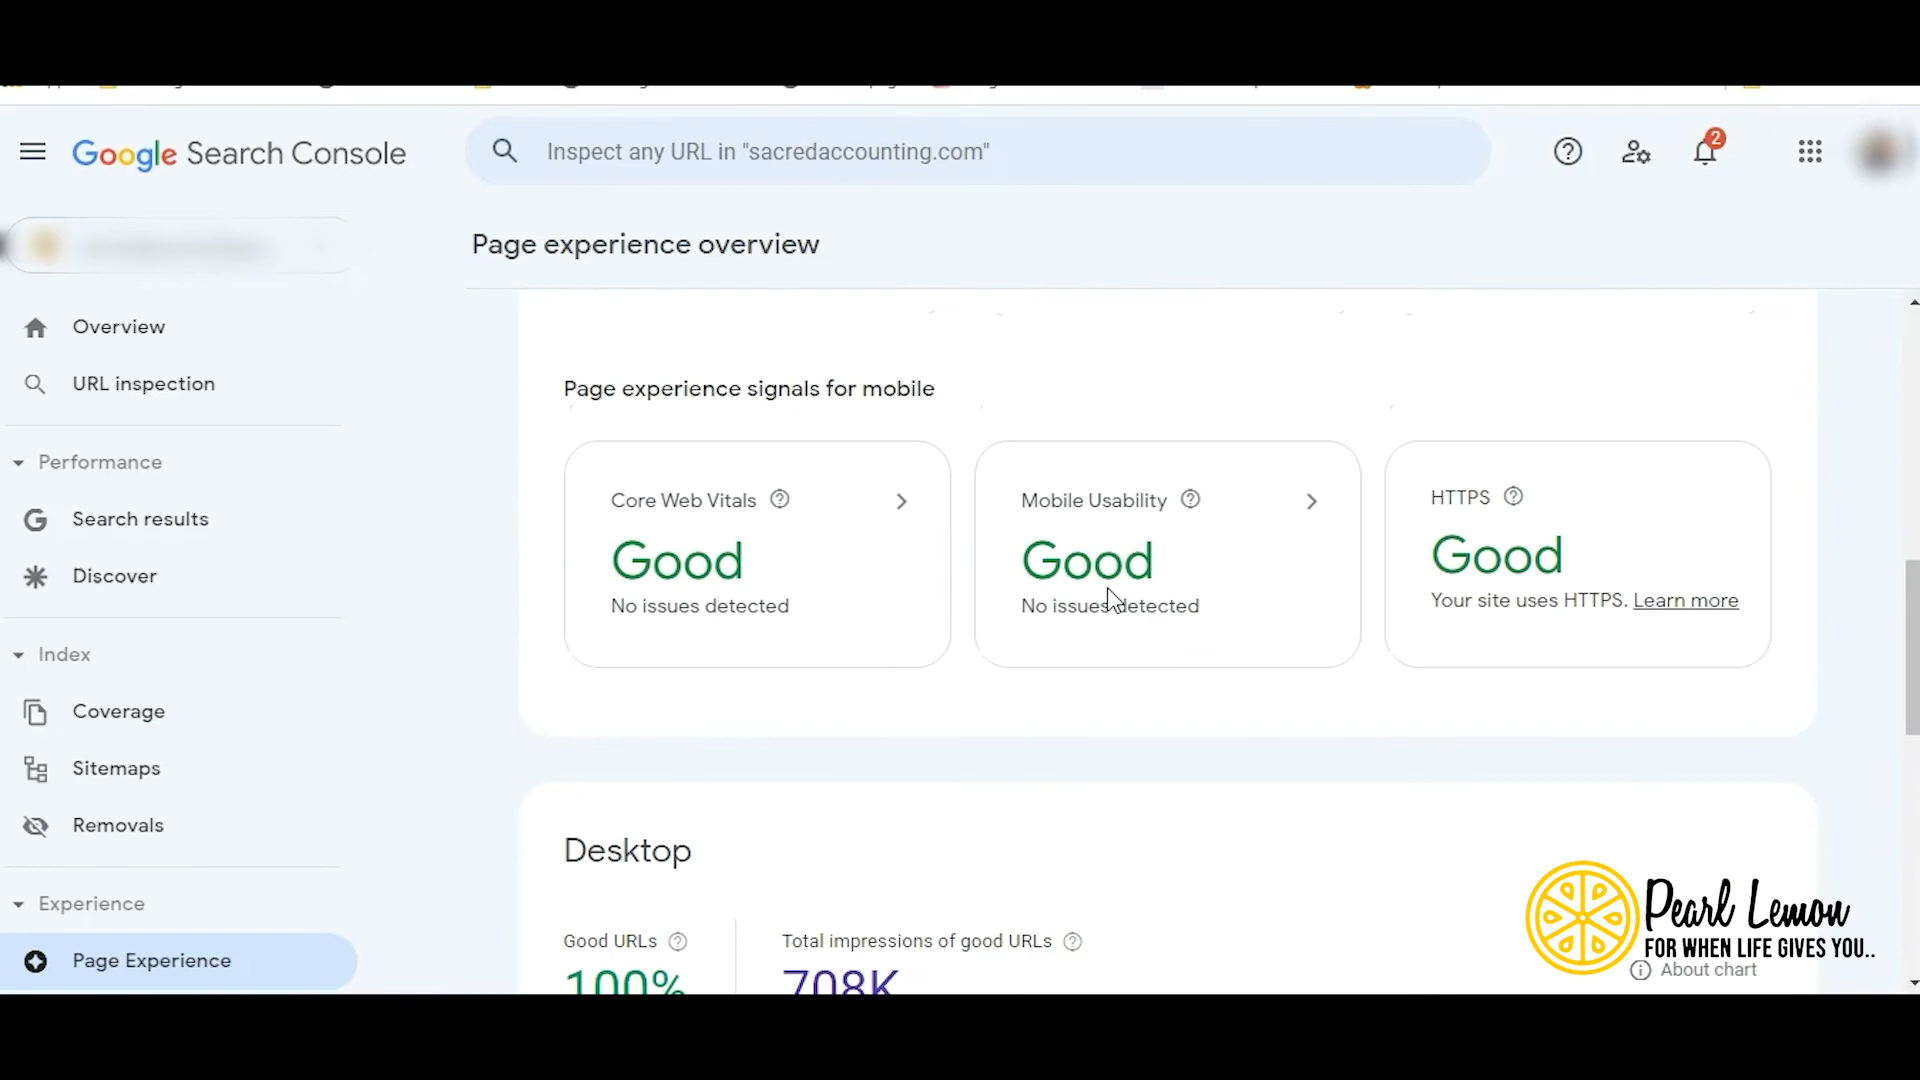 Google Search Console
Inspect any URL in "sacredaccounting.com"
2
Page experience overview
Overview
URL inspection
Performance
Search results
Discover
Index
Coverage
Sitemaps
Removals
Experience
Page Experience
Page experience signals for mobile
Core Web Vitals
Good
No issues detected
Mobile Usability
Good
No issues detected
HTTPS
Good
Your site uses HTTPS. Learn more
Desktop
Good URLs
100%
Total impressions of good URLs
708K
Pearl Lemon
FOR WHEN LIFE GIVES YOU..
About chart